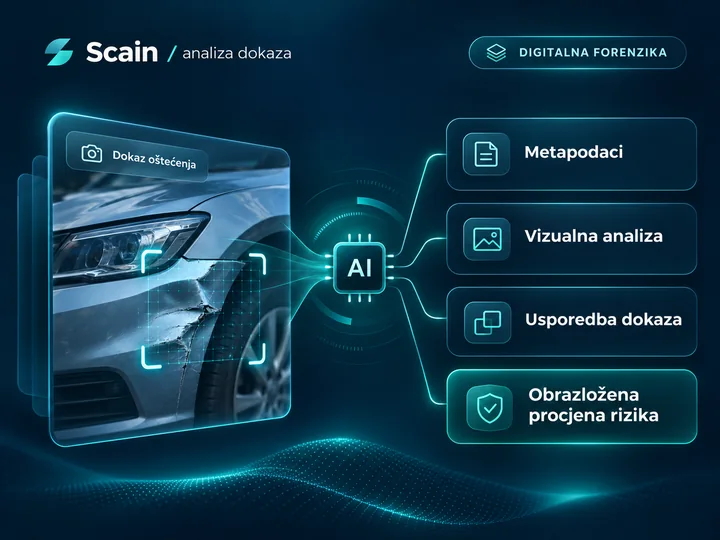 Scain / analiza dokaza
DIGITALNA FORENZIKA
Dokaz oštećenja
AI
Metapodaci
Vizualna analiza
Usporedba dokaza
Obrazložena
procjena rizika